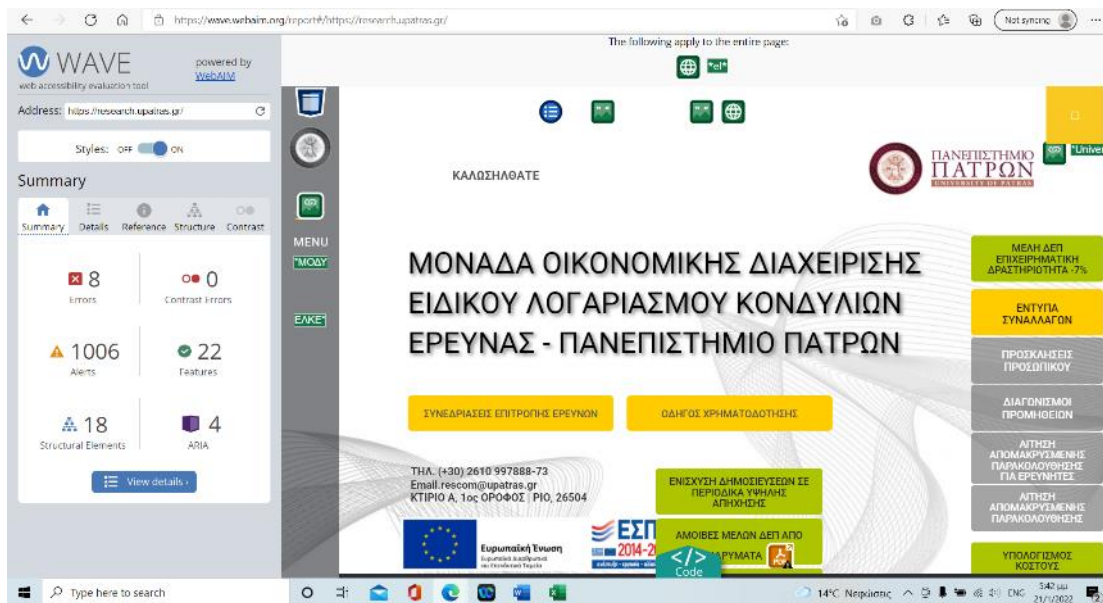 https://wave.webaim.org/report#/https://research.upatras.gr/
Not syncing
WAVE
web accessibility evaluation tool
powered by
WebAIM
Address: https://research.upatras.gr/
Styles: OFF ON
Summary
Summary Details Reference Structure Contrast
8
Errors
0
Contrast Errors
1006
Alerts
22
Features
18
Structural Elements
4
ARIA
View details ›
The following apply to the entire page:
*el*
MENU
*ΜΟΔΥ
ΕΛΚΕ*
ΚΑΛΩΣΗΛΘΑΤΕ
ΠΑΝΕΠΙΣΤΗΜΙΟ
ΠΑΤΡΩΝ
UNIVERSITY OF PATRAS
*Univer
ΜΟΝΑΔΑ ΟΙΚΟΝΟΜΙΚΗΣ ΔΙΑΧΕΙΡΙΣΗΣ
ΕΙΔΙΚΟΥ ΛΟΓΑΡΙΑΣΜΟΥ ΚΟΝΔΥΛΙΩΝ
ΕΡΕΥΝΑΣ - ΠΑΝΕΠΙΣΤΗΜΙΟ ΠΑΤΡΩΝ
ΣΥΝΕΔΡΙΑΣΕΙΣ ΕΠΙΤΡΟΠΗΣ ΕΡΕΥΝΩΝ
ΟΔΗΓΟΣ ΧΡΗΜΑΤΟΔΟΤΗΣΗΣ
ΤΗΛ. (+30) 2610 997888-73
Email.rescom@upatras.gr
ΚΤΙΡΙΟ Α, 1ος ΟΡΟΦΟΣ | ΡΙΟ, 26504
Ευρωπαϊκή Ένωση
ΕΣΠ
2014-2
ΕΝΙΣΧΥΣΗ ΔΗΜΟΣΙΕΥΣΕΩΝ ΣΕ
ΠΕΡΙΟΔΙΚΑ ΥΨΗΛΗΣ
ΑΠΗΧΗΣΗΣ
ΑΜΟΙΒΕΣ ΜΕΛΩΝ ΔΕΠ ΑΠΟ
ΔΡΥΜΑΤΑ
</>
Code
ΜΕΛΗ ΔΕΠ
ΕΠΙΧΕΙΡΗΜΑΤΙΚΗ
ΔΡΑΣΤΗΡΙΟΤΗΤΑ -7%
ΕΝΤΥΠΑ
ΣΥΝΑΛΛΑΓΩΝ
ΠΡΟΣΚΛΗΣΕΙΣ
ΠΡΟΣΩΠΙΚΟΥ
ΔΙΑΓΩΝΙΣΜΟΙ
ΠΡΟΜΗΘΕΙΩΝ
ΑΙΤΗΣΗ
ΑΠΟΜΑΚΡΥΣΜΕΝΗΣ
ΠΑΡΑΚΟΛΟΥΘΗΣΗΣ
ΓΙΑ ΕΡΕΥΝΗΤΕΣ
ΑΙΤΗΣΗ
ΑΠΟΜΑΚΡΥΣΜΕΝΗΣ
ΠΑΡΑΚΟΛΟΥΘΗΣΗΣ
ΥΠΟΛΟΓΙΣΜΟΣ
ΚΟΣΤΟΥΣ
Type here to search
14°C
ENG
5:42 μμ
21/1/2022